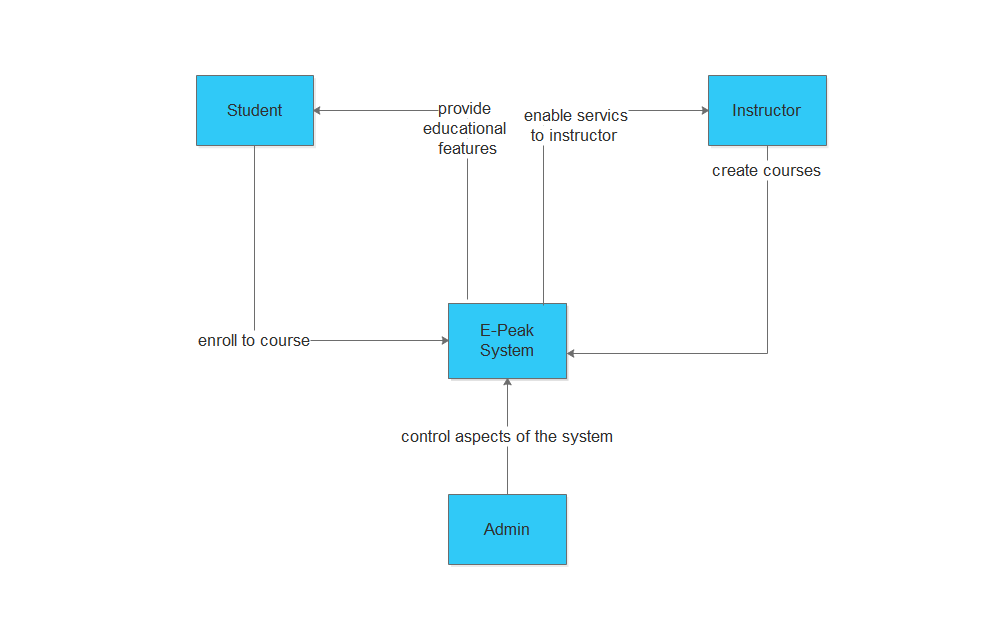 Student
provide
educational
features
enable servics
to instructor
Instructor
create courses
enroll to course
E-Peak
System
control aspects of the system
Admin